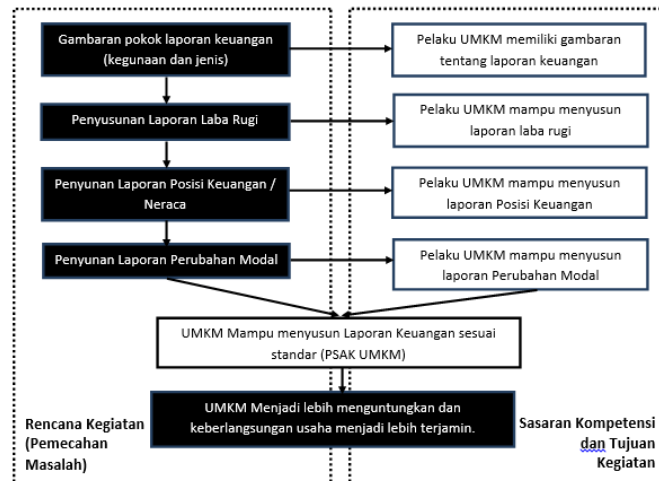 Gambaran pokok laporan keuangan
(kegunaan dan jenis)
Pelaku UMKM memiliki gambaran
tentang laporan keuangan
Penyusunan Laporan Laba Rugi
Pelaku UMKM mampu menyusun
laporan laba rugi
Penyunan Laporan Posisi Keuangan /
Neraca
Pelaku UMKM mampu menyusun
laporan Posisi Keuangan
Penyunan Laporan Perubahan Modal
Pelaku UMKM mampu menyusun
laporan Perubahan Modal
UMKM Mampu menyusun Laporan Keuangan sesuai
standar (PSAK UMKM)
UMKM Menjadi lebih menguntungkan dan
keberlangsungan usaha menjadi lebih terjamin.
Rencana Kegiatan
(Pemecahan
Masalah)
Sasaran Kompetensi
dan Tujuan
Kegiatan